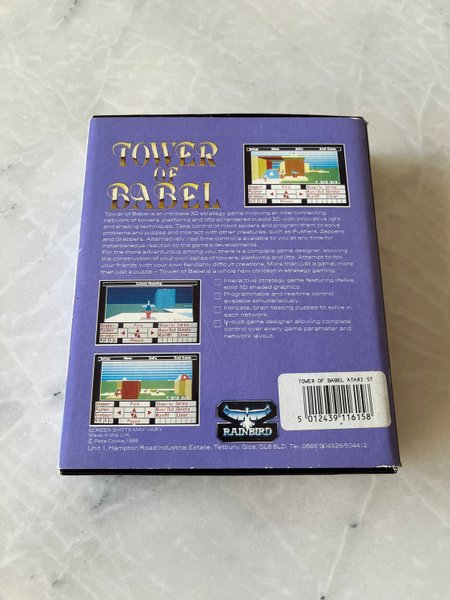 TOWER
OF
BABEL
Tower of Babel is an intricate 3D strategy game involving an interconnecting
network of towers, platforms and lifts all rendered in solid 3D with innovative light
and shading techniques. Take control of robot spiders and program them to solve
problems and puzzles and interact with other creatures, such as Pushers, Zappers
and Grabbers. Alternatively, real time control is available to you at any time for
instantaneous reaction to the game's developments.
For the more adventurous among you there is a complete game designer, allowing
the construction of your own series of towers, platforms and lifts. Attempt to fox
your friends with your own fiendishly difficult creations. More than just a game; more
than just a puzzle – Tower of Babel is a whole new concept in strategy gaming.
Interactive strategy game featuring lifelike,
solid 3D shaded graphics.
Programmable and realtime control
available simultaneously.
Intricate, brain teasing puzzles to solve in
each network.
In-built game designer allowing complete
control over every game parameter and
network layout.
TOWER OF BABEL ATARI ST
5 012439 116158
RAINBIRD
SCREEN SHOTS MAY VARY
Made in the U.K.
© Pete Cooke 1989
Unit 1, Hampton Road Industrial Estate, Tetbury, Glos. GL8 8LD. Tel: 0666 504326/504412.